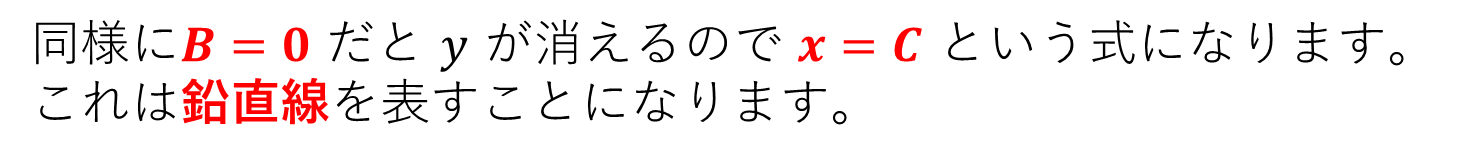 同様にB = 0 だと y が消えるので x = C という式になります。
これは鉛直線を表すことになります。